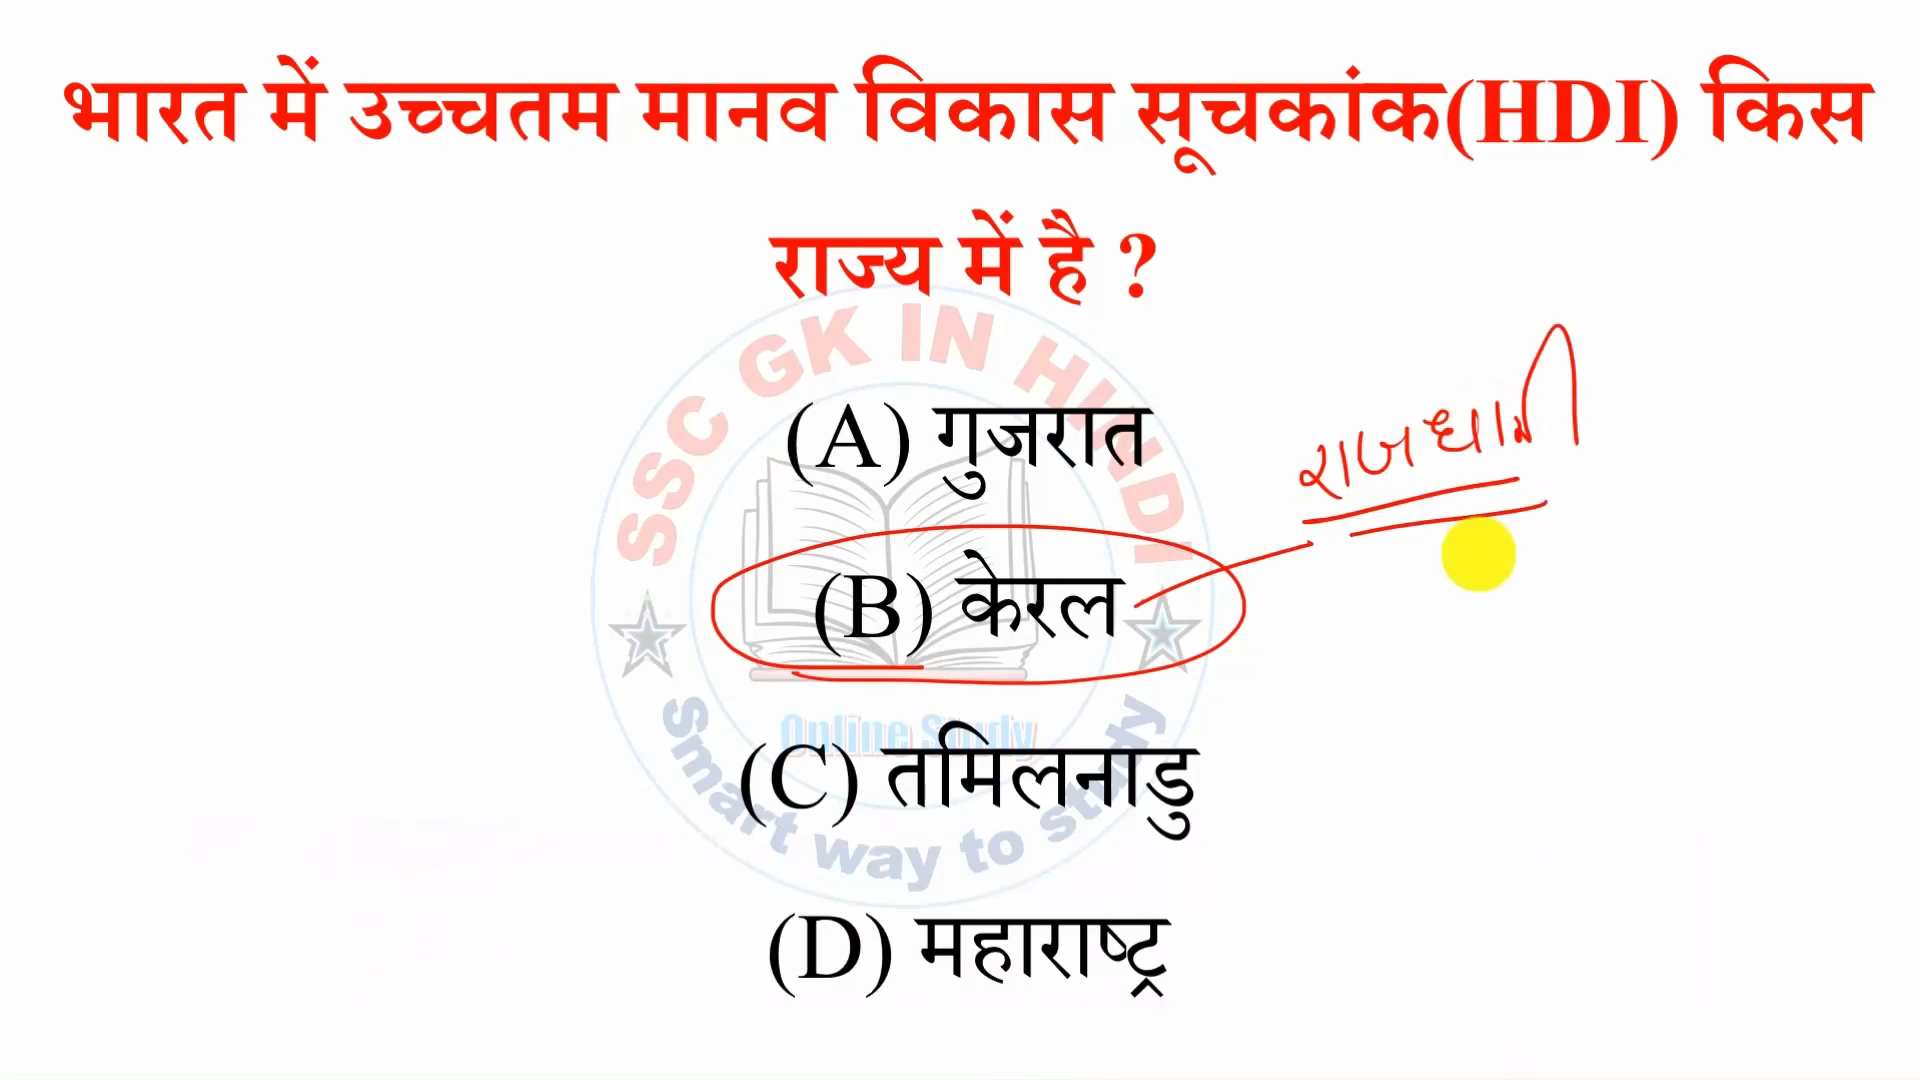 भारत में उच्चतम मानव विकास सूचकांक(HDI) किस
राज्य में है ?
SSC GK IN HINDI
(A) गुजरात
राजधानी
(B) केरल
Online Study
(C) तमिलनाडु
Smart way to study
(D) महाराष्ट्र